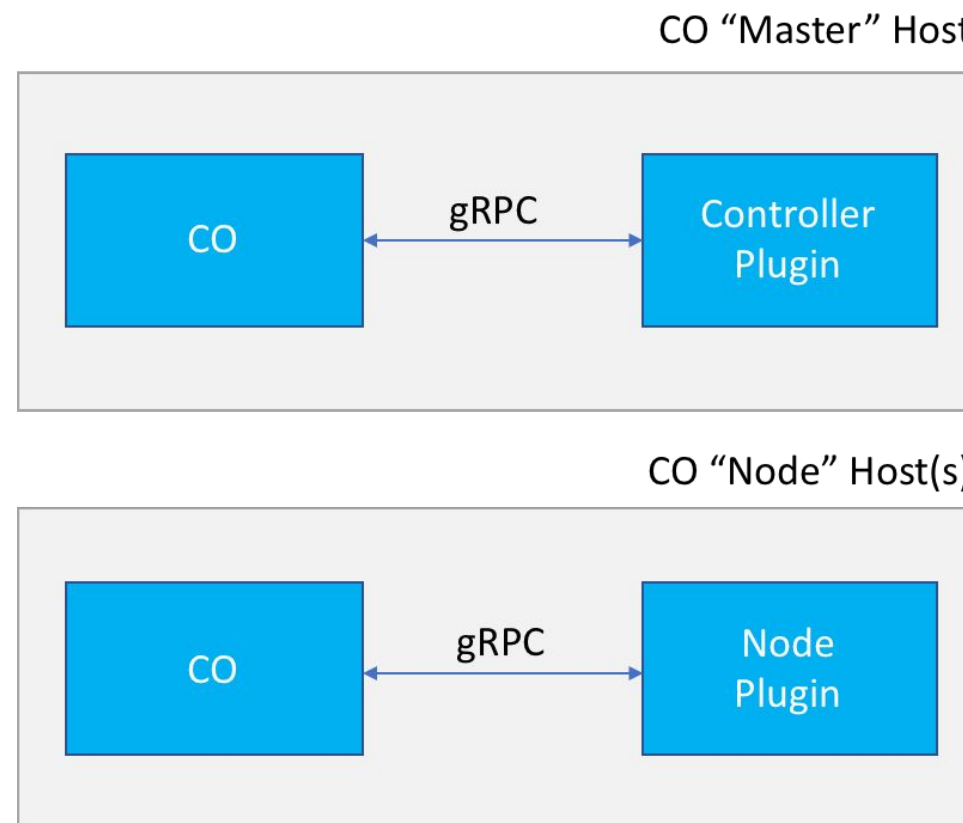 CO “Master” Host
CO
gRPC
Controller
Plugin
CO “Node” Host(s)
CO
gRPC
Node
Plugin